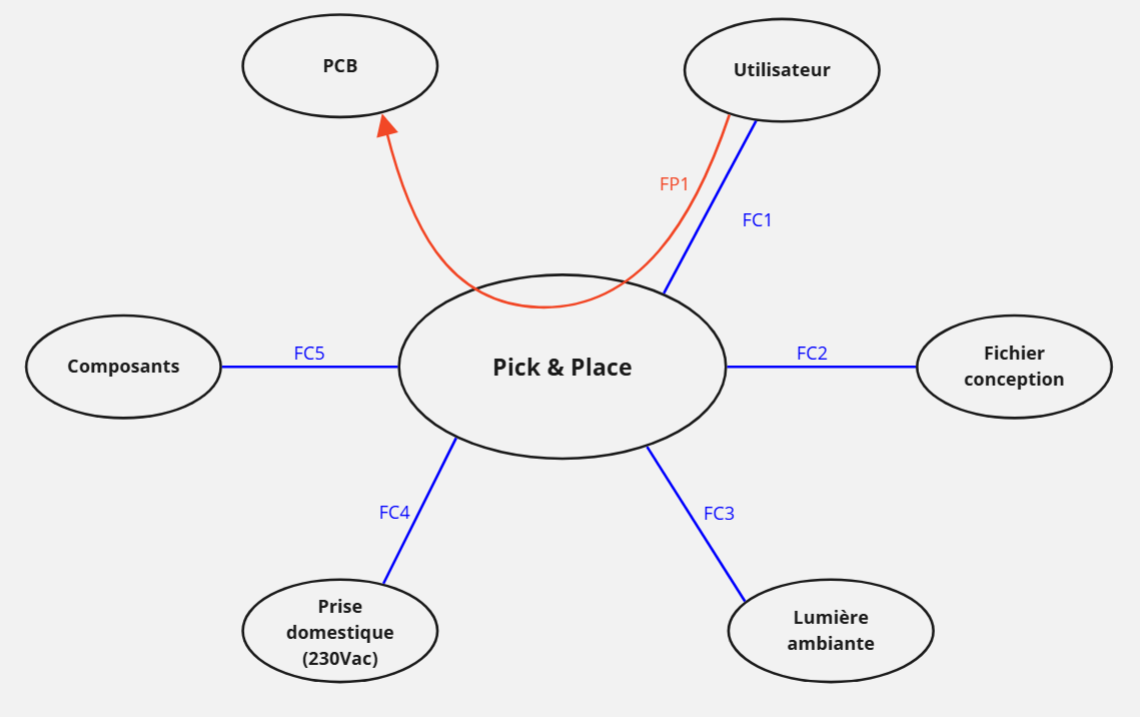 PCB
Utilisateur
FP1
FC1
Composants
FC5
Pick & Place
FC2
Fichier
conception
FC4
FC3
Prise
domestique
(230Vac)
Lumière
ambiante